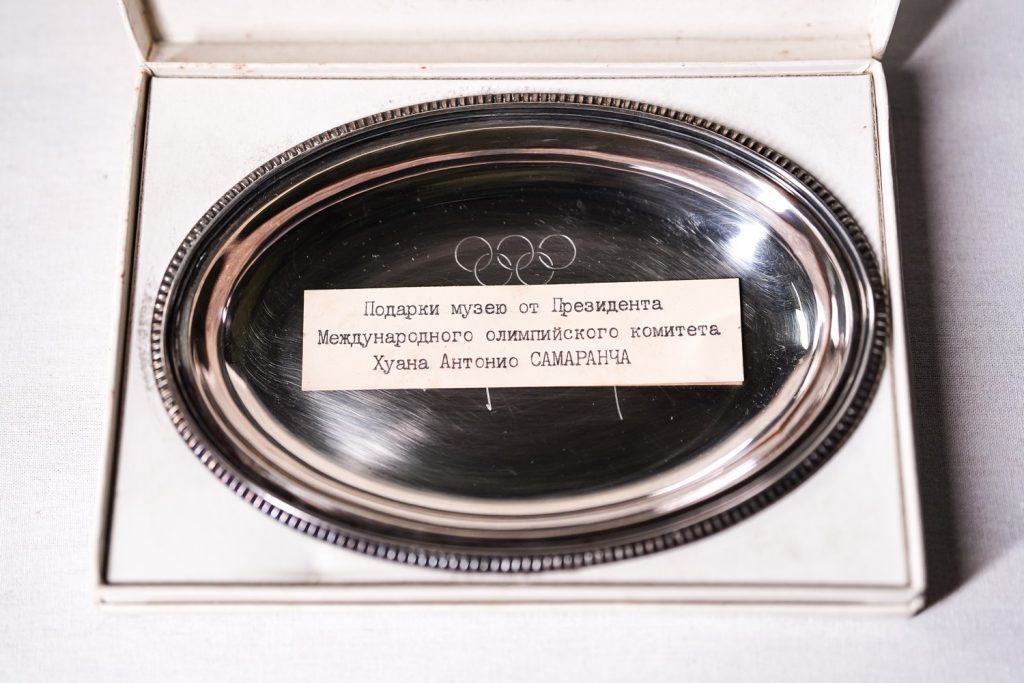 Подарки музею от Президента
Международного олимпийского комитета
Хуана Антонио САМАРАНЧА